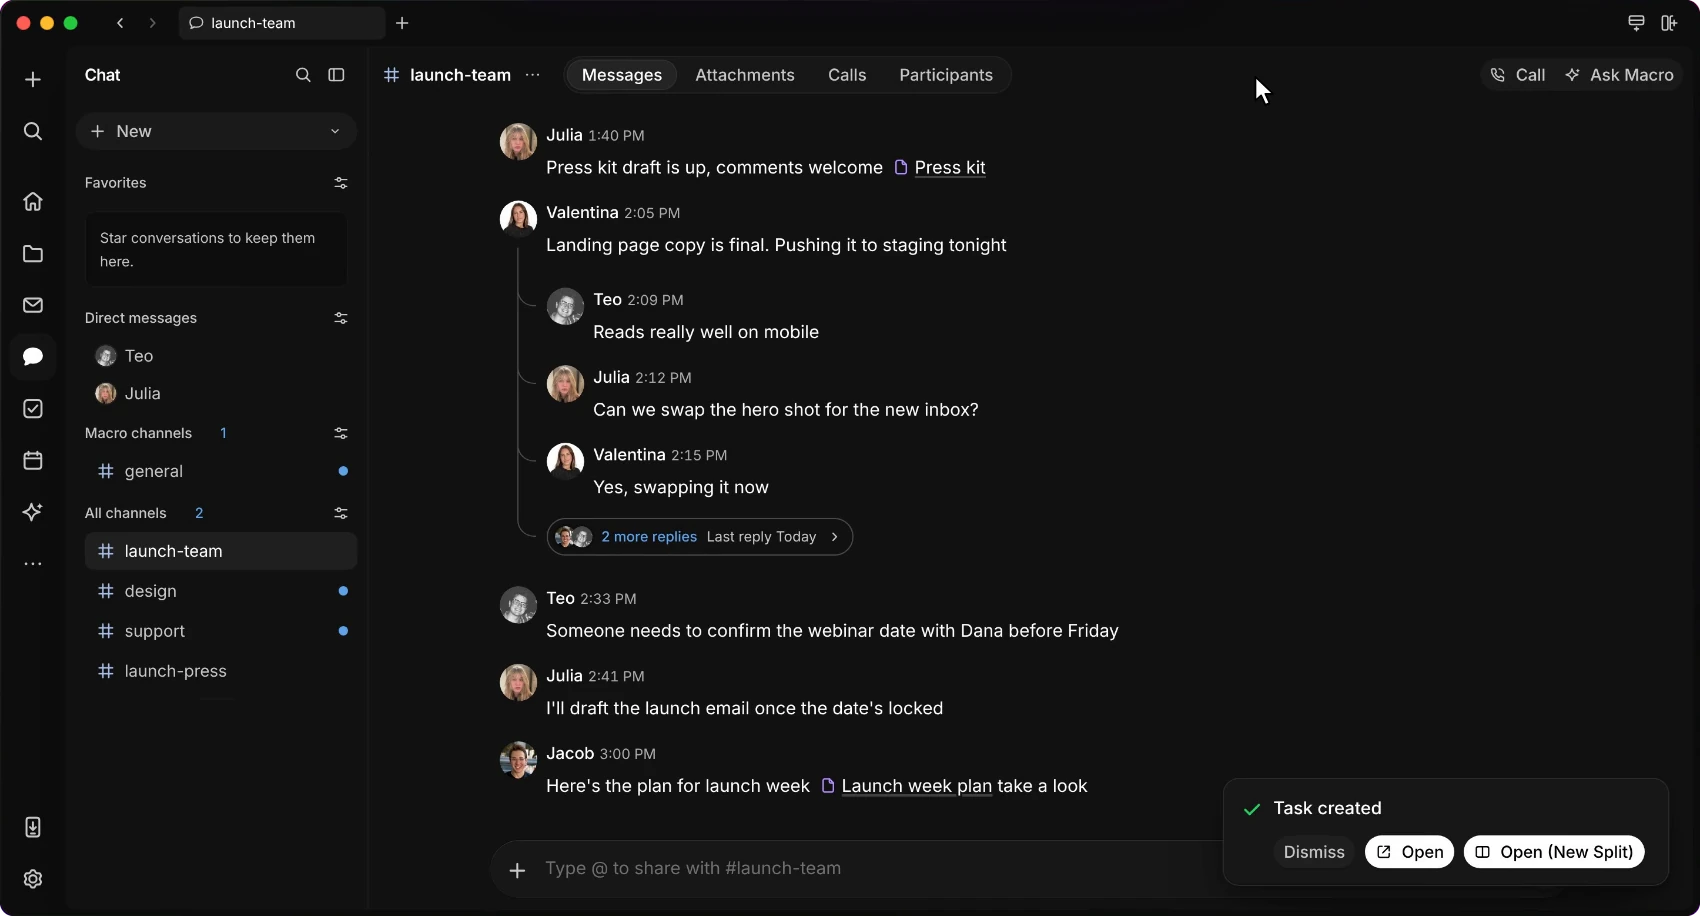 launch-team
Chat
New
Favorites
Star conversations to keep them
here.
Direct messages
Teo
Julia
Macro channels 1
general
All channels 2
launch-team
design
support
launch-press
launch-team
Messages Attachments Calls Participants
Call Ask Macro
Julia 1:40 PM
Press kit draft is up, comments welcome Press kit
Valentina 2:05 PM
Landing page copy is final. Pushing it to staging tonight
Teo 2:09 PM
Reads really well on mobile
Julia 2:12 PM
Can we swap the hero shot for the new inbox?
Valentina 2:15 PM
Yes, swapping it now
2 more replies Last reply Today
Teo 2:33 PM
Someone needs to confirm the webinar date with Dana before Friday
Julia 2:41 PM
I'll draft the launch email once the date's locked
Jacob 3:00 PM
Here's the plan for launch week Launch week plan take a look
Type @ to share with #launch-team
Task created
Dismiss Open Open (New Split)